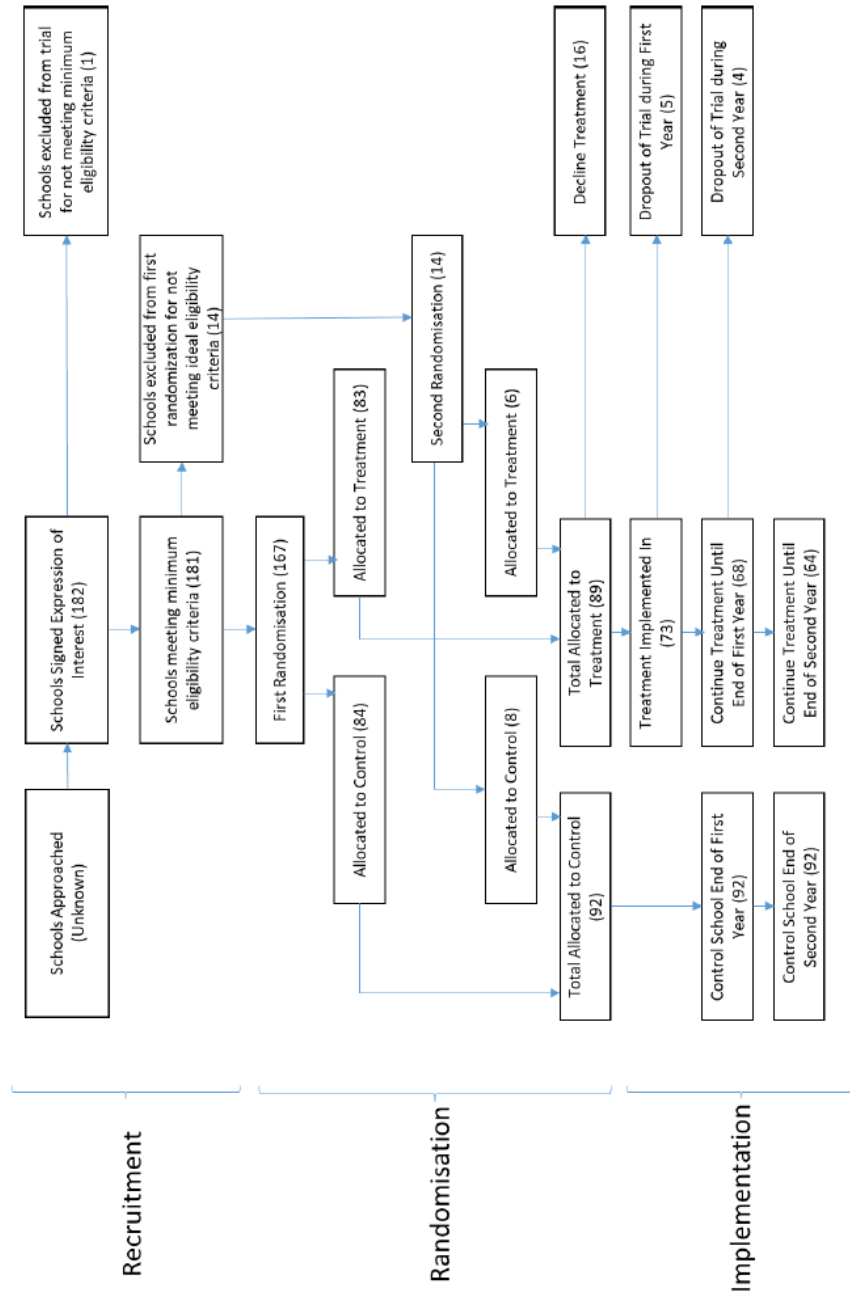 Recruitment
Schools Approached
(Unknown)
Schools Signed Expression of
Interest (182)
Schools excluded from trial
for not meeting minimum
eligibility criteria (1)
Schools meeting minimum
eligibility criteria (181)
Schools excluded from first
randomization for not
meeting ideal eligibility
criteria (14)
Randomisation
First Randomisation (167)
Allocated to Control (84)
Allocated to Treatment (83)
Second Randomisation (14)
Allocated to Control (8)
Allocated to Treatment (6)
Total Allocated to Control
(92)
Total Allocated to
Treatment (89)
Decline Treatment (16)
Implementation
Treatment Implemented In
(73)
Dropout of Trial during First
Year (5)
Control School End of First
Year (92)
Continue Treatment Until
End of First Year (68)
Dropout of Trial during
Second Year (4)
Control School End of
Second Year (92)
Continue Treatment Until
End of Second Year (64)